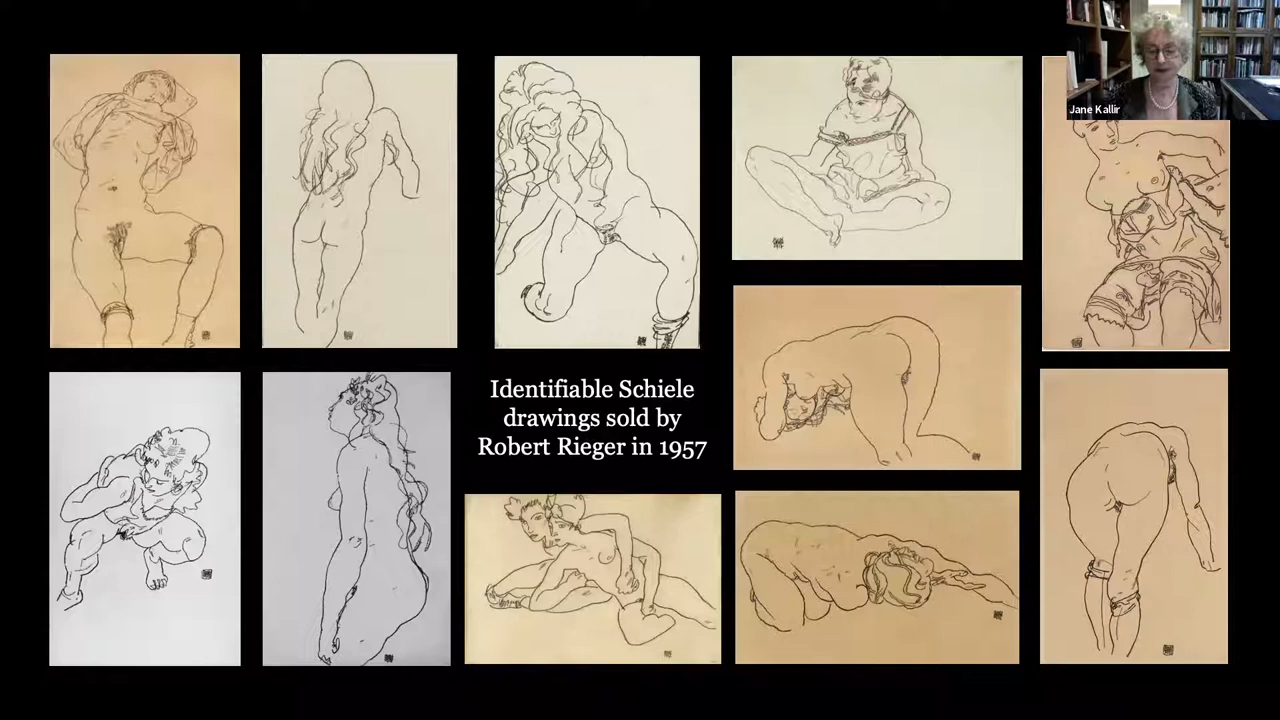 Jane Kallir
Identifiable Schiele
drawings sold by
Robert Rieger in 1957